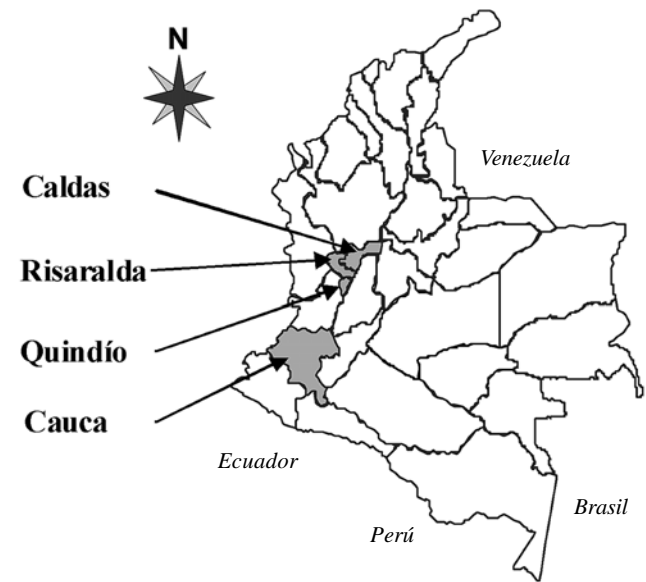 N
Venezuela
Caldas
Risaralda
Quindío
Cauca
Ecuador
Brasil
Perú